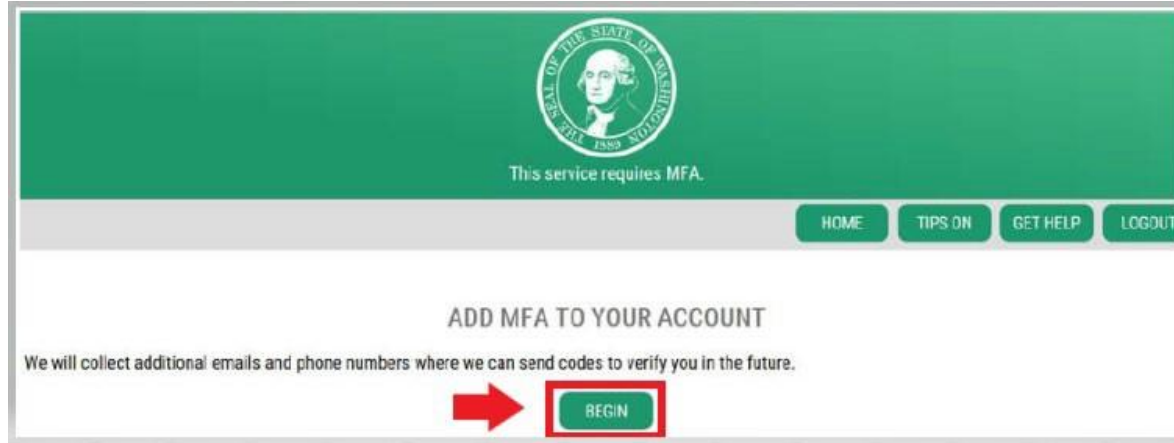 THE SEAL OF THE STATE OF WASHINGTON
1889
This service requires MFA.
HOME TIPS ON GET HELP LOGOUT
ADD MFA TO YOUR ACCOUNT
We will collect additional emails and phone numbers where we can send codes to verify you in the future.
BEGIN